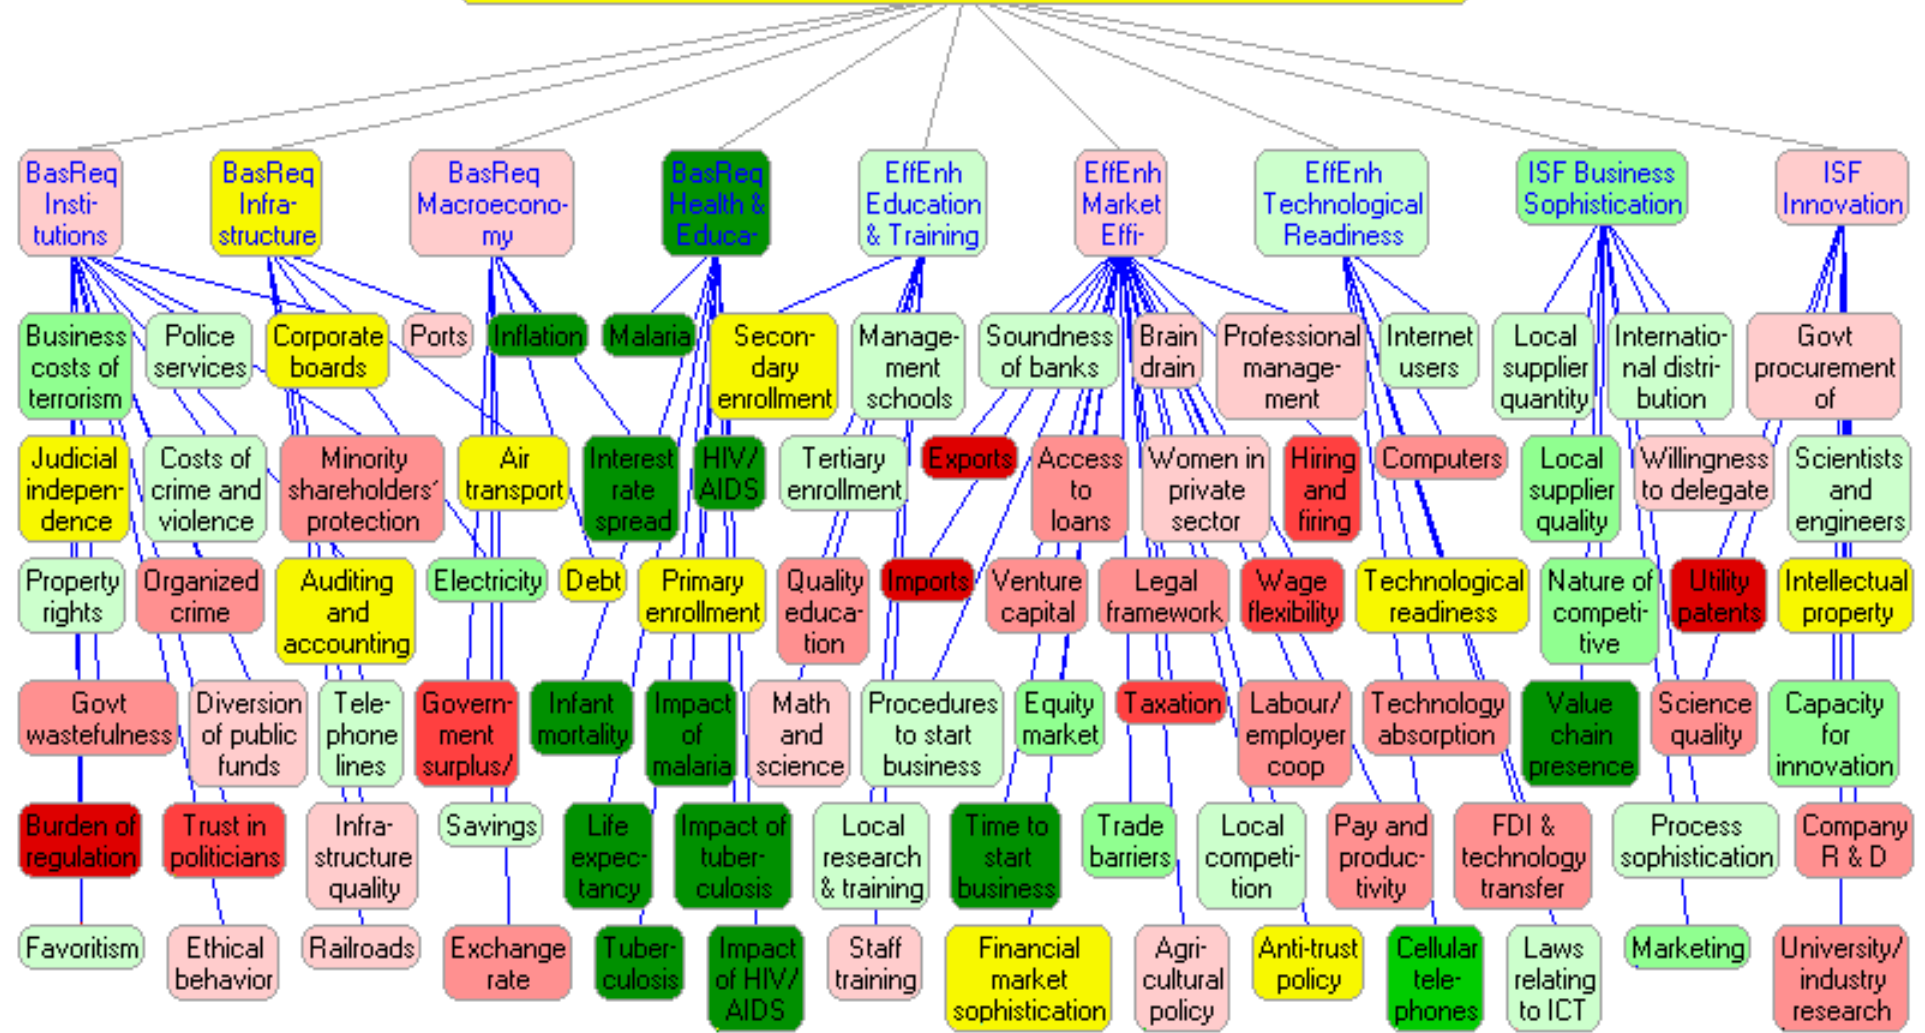 BasReq
Insti-
tutions
BasReq
Infra-
structure
BasReq
Macroecono-
my
BasReq
Health &
Educa-
EffEnh
Education
& Training
EffEnh
Market
Effi-
EffEnh
Technological
Readiness
ISF Business
Sophistication
ISF
Innovation
Business
costs of
terrorism
Police
services
Corporate
boards
Ports
Inflation
Malaria
Secon-
dary
enrollment
Manage-
ment
schools
Soundness
of banks
Brain
drain
Professional
manage-
ment
Internet
users
Local
supplier
quantity
Internatio-
nal distri-
bution
Govt
procurement
of
Judicial
indepen-
dence
Costs of
crime and
violence
Minority
shareholders'
protection
Air
transport
Interest
rate
spread
HIV/
AIDS
Tertiary
enrollment
Exports
Access
to
loans
Women in
private
sector
Hiring
and
firing
Computers
Local
supplier
quality
Willingness
to delegate
Scientists
and
engineers
Property
rights
Organized
crime
Auditing
and
accounting
Electricity
Debt
Primary
enrollment
Quality
educa-
tion
Imports
Venture
capital
Legal
framework
Wage
flexibility
Technological
readiness
Nature of
competi-
tive
Utility
patents
Intellectual
property
Govt
wastefulness
Diversion
of public
funds
Tele-
phone
lines
Govern-
ment
surplus/
Infant
mortality
Impact
of
malaria
Math
and
science
Procedures
to start
business
Equity
market
Taxation
Labour/
employer
coop
Technology
absorption
Value
chain
presence
Science
quality
Capacity
for
innovation
Burden of
regulation
Trust in
politicians
Infra-
structure
quality
Savings
Life
expec-
tancy
Impact of
tuber-
culosis
Local
research
& training
Time to
start
business
Trade
barriers
Local
competi-
tion
Pay and
produc-
tivity
FDI &
technology
transfer
Process
sophistication
Company
R & D
Favoritism
Ethical
behavior
Railroads
Exchange
rate
Tuber-
culosis
Impact
of HIV/
AIDS
Staff
training
Financial
market
sophistication
Agri-
cultural
policy
Anti-trust
policy
Cellular
tele-
phones
Laws
relating
to ICT
Marketing
University/
industry
research